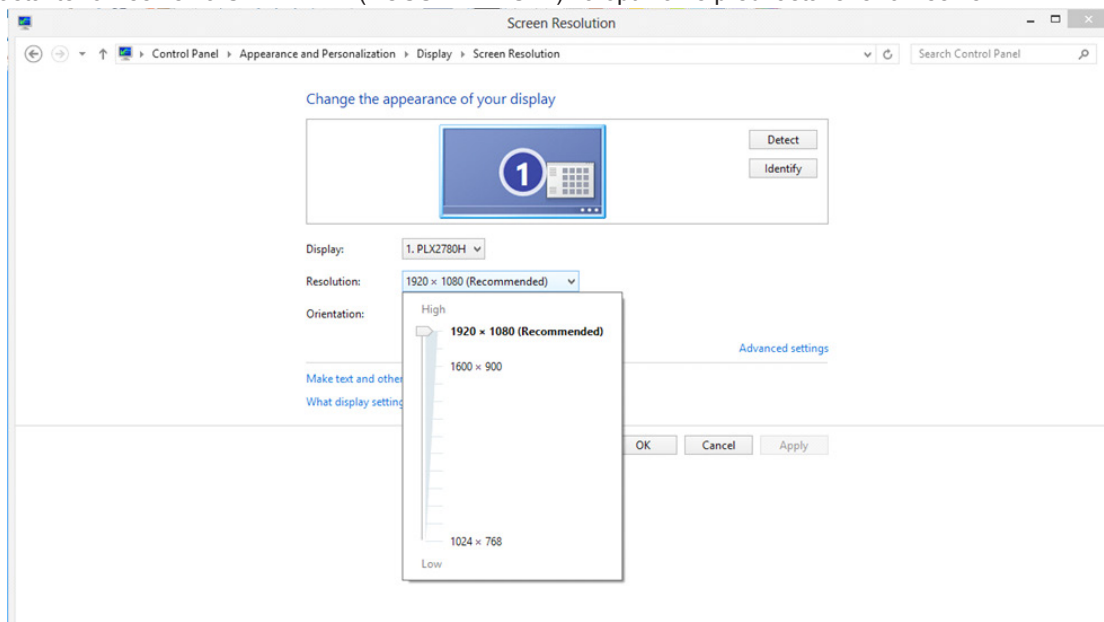 Screen Resolution
Control Panel ▸ Appearance and Personalization ▸ Display ▸ Screen Resolution
Search Control Panel
Change the appearance of your display
1
Detect
Identify
Display: 1. PLX2780H
Resolution: 1920 × 1080 (Recommended)
Orientation:
High
1920 × 1080 (Recommended)
1600 × 900
1024 × 768
Low
Advanced settings
Make text and other
What display setting
OK Cancel Apply